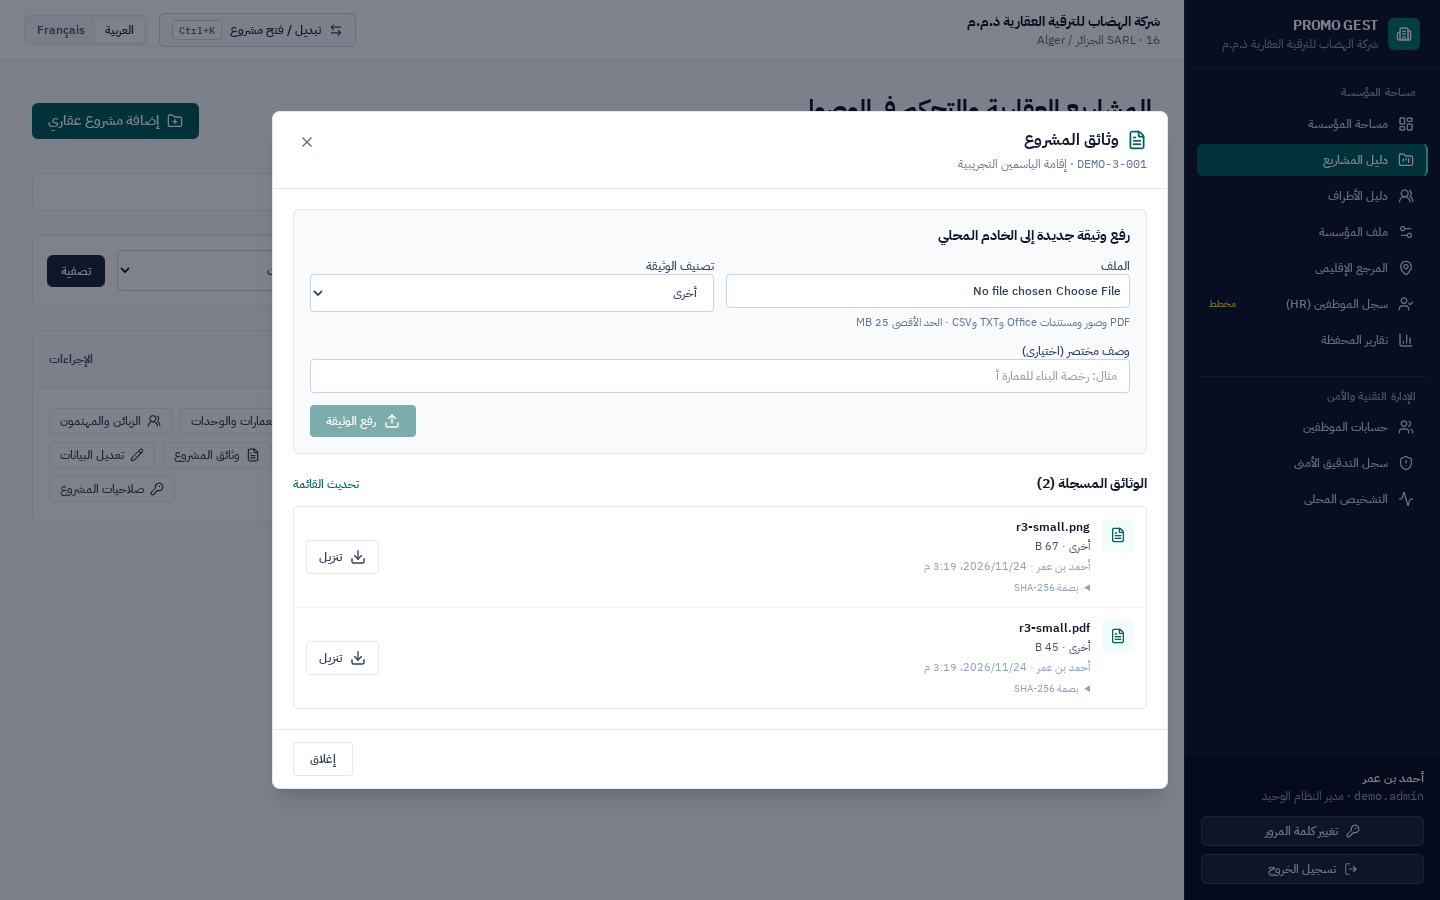 PROMO GEST
شركة الهضاب للترقية العقارية ذ.م.م
مساحة المؤسسة
مساحة المؤسسة
دليل المشاريع
دليل الأطراف
ملف المؤسسة
المرجع الإقليمي
سجل الموظفين (HR)
مخطط
تقارير المحفظة
الإدارة التقنية والأمن
حسابات الموظفين
سجل التدقيق الأمني
التشخيص المحلي
أحمد بن عمر
demo.admin · مدير النظام الوحيد
تغيير كلمة المرور
تسجيل الخروج
شركة الهضاب للترقية العقارية ذ.م.م
SARL · 16 الجزائر / Alger
تبديل / فتح مشروع
Ctrl+K
العربية
Français
المشاريع العقارية والتحكم في الوصول
إضافة مشروع عقاري
تصفية
الإجراءات
الزبائن والمهتمون
وثائق المشروع
تعديل البيانات
صلاحيات المشروع
وثائق المشروع
DEMO-3-001 · إقامة الياسمين التجريبية
رفع وثيقة جديدة إلى الخادم المحلي
الملف
Choose File No file chosen
PDF وصور ومستندات Office وTXT وCSV · الحد الأقصى 25 MB
تصنيف الوثيقة
أخرى
وصف مختصر (اختياري)
مثال: رخصة البناء للعمارة أ
رفع الوثيقة
الوثائق المسجلة (2)
تحديث القائمة
r3-small.png
أخرى · 67 B
أحمد بن عمر · 2026/11/24، 3:19 م
بصمة SHA-256
تنزيل
r3-small.pdf
أخرى · 45 B
أحمد بن عمر · 2026/11/24، 3:19 م
بصمة SHA-256
تنزيل
إغلاق